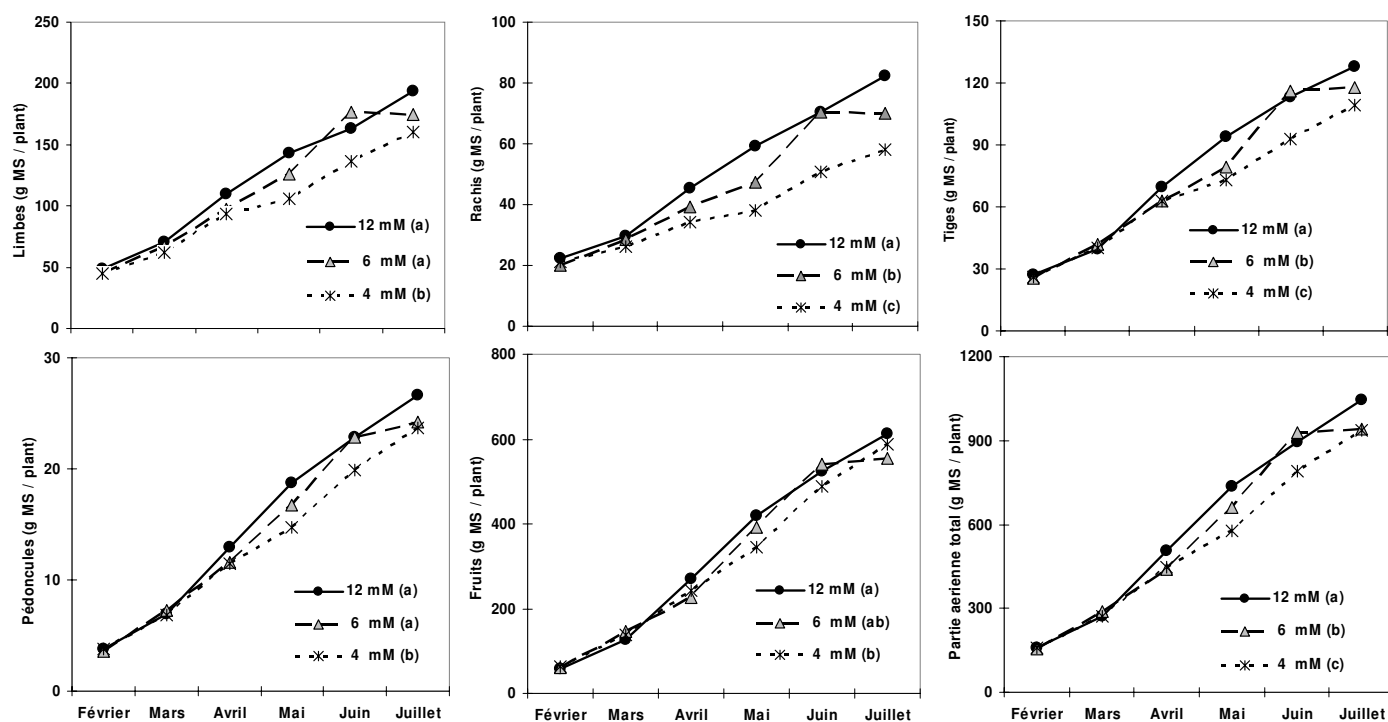 250
200
150
100
50
0
Limbes (g MS / plant)
12 mM (a)
6 mM (a)
4 mM (b)
100
80
60
40
20
0
Rachis (g MS / plant)
12 mM (a)
6 mM (b)
4 mM (c)
150
120
90
60
30
0
Tiges (g MS / plant)
12 mM (a)
6 mM (b)
4 mM (c)
30
20
10
0
Pédoncules (g MS / plant)
12 mM (a)
6 mM (a)
4 mM (b)
Février Mars Avril Mai Juin Juillet
800
600
400
200
0
Fruits (g MS / plant)
12 mM (a)
6 mM (ab)
4 mM (b)
Février Mars Avril Mai Juin Juillet
1200
900
600
300
0
Partie aerienne total (g MS / plant)
12 mM (a)
6 mM (b)
4 mM (c)
Février Mars Avril Mai Juin Juillet